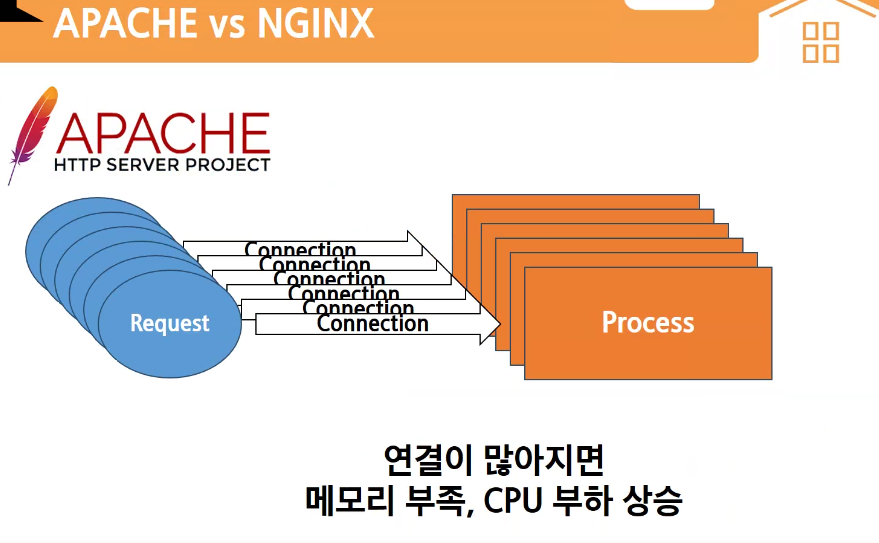 APACHE vs NGINX
APACHE
HTTP SERVER PROJECT
Connection
Connection
Connection
Connection
Connection
Connection
Request
Process
연결이 많아지면
메모리 부족, CPU 부하 상승